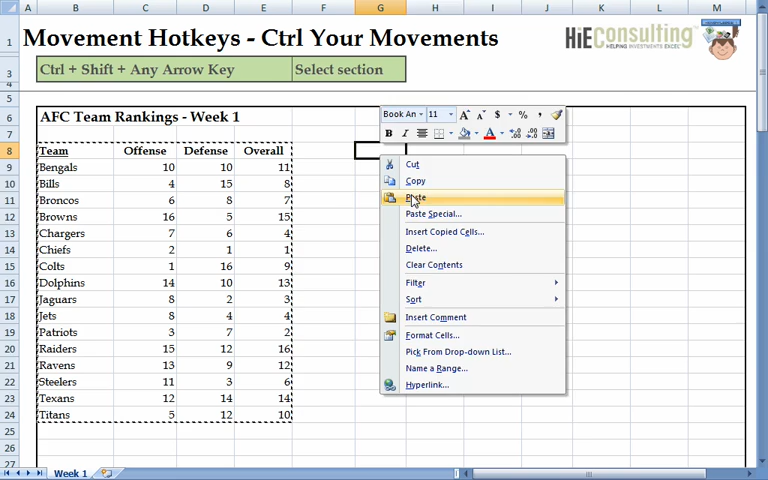 A B C D E F G H I J K L M
1 Movement Hotkeys - Ctrl Your Movements HiEConsulting
HELPING INVESTMENTS EXCEL
3 Ctrl + Shift + Any Arrow Key Select section
4
5
6 AFC Team Rankings - Week 1
7
8 Team Offense Defense Overall
9 Bengals 10 10 11
10 Bills 4 15 8
11 Broncos 6 8 7
12 Browns 16 5 15
13 Chargers 7 6 4
14 Chiefs 2 1 1
15 Colts 1 16 9
16 Dolphins 14 10 13
17 Jaguars 8 2 3
18 Jets 8 4 4
19 Patriots 3 7 2
20 Raiders 15 12 16
21 Ravens 13 9 12
22 Steelers 11 3 6
23 Texans 12 14 14
24 Titans 5 12 10
25
26
27
Book An 11 A A $ % ,
B I A .00 .00
Cut
Copy
Paste
Paste Special...
Insert Copied Cells...
Delete...
Clear Contents
Filter
Sort
Insert Comment
Format Cells...
Pick From Drop-down List...
Name a Range...
Hyperlink...
Week 1